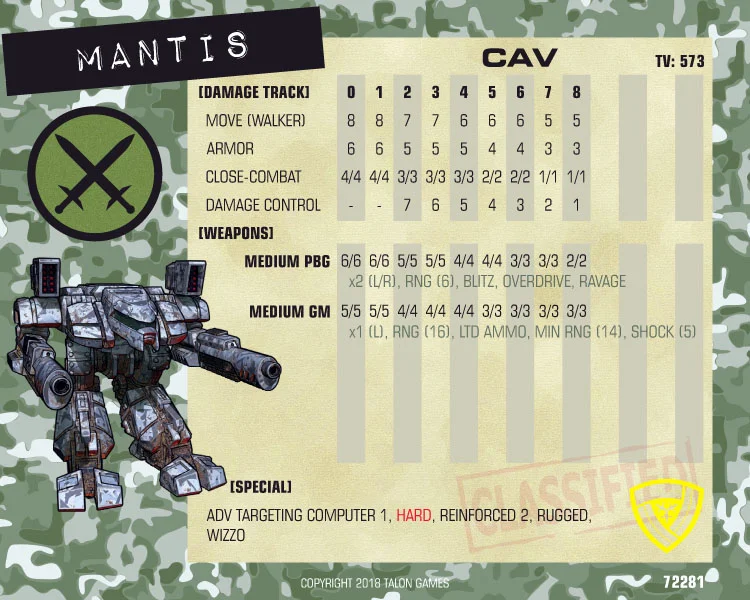 MANTIS
CAV
TV: 573
[DAMAGE TRACK] 0 1 2 3 4 5 6 7 8
MOVE (WALKER) 8 8 7 7 6 6 6 5 5
ARMOR 6 6 5 5 5 4 4 3 3
CLOSE-COMBAT 4/4 4/4 3/3 3/3 3/3 2/2 2/2 1/1 1/1
DAMAGE CONTROL - - 7 6 5 4 3 2 1
[WEAPONS]
MEDIUM PBG 6/6 6/6 5/5 5/5 4/4 4/4 3/3 3/3 2/2
x2 (L/R), RNG (6), BLITZ, OVERDRIVE, RAVAGE
MEDIUM GM 5/5 5/5 4/4 4/4 4/4 3/3 3/3 3/3 3/3
x1 (L), RNG (16), LTD AMMO, MIN RNG (14), SHOCK (5)
[SPECIAL]
CLASSIFIED
ADV TARGETING COMPUTER 1, HARD, REINFORCED 2, RUGGED,
WIZZO
COPYRIGHT 2018 TALON GAMES
72281